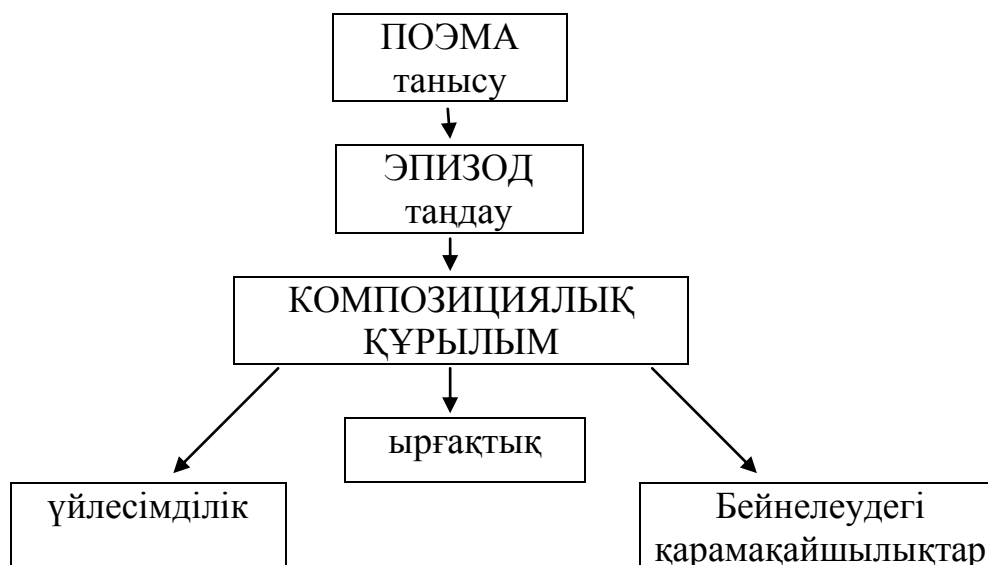 ПОЭМА
танысу
ЭПИЗОД
таңдау
КОМПОЗИЦИЯЛЫҚ
ҚҰРЫЛЫМ
ырғақтық
үйлесімділік
Бейнелеудегі
қарамақайшылықтар